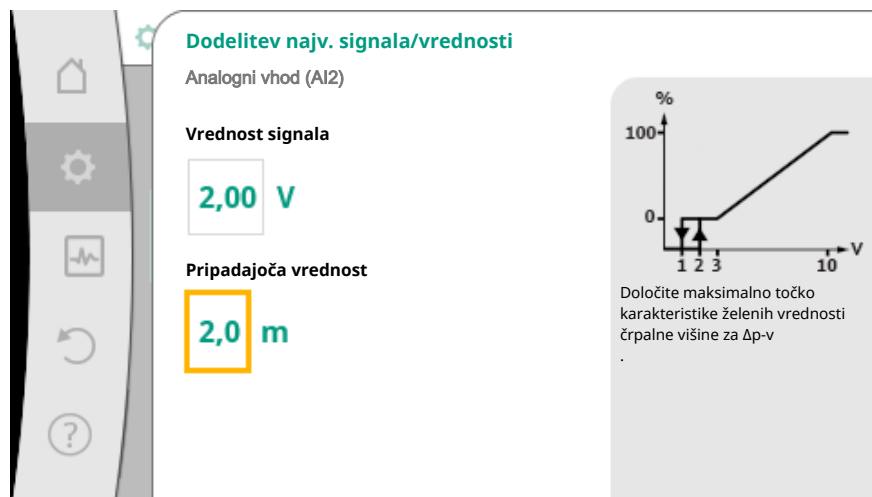 Dodelitev najv. signala/vrednosti
Analogni vhod (AI2)
Vrednost signala
2,00 V
Pripadajoča vrednost
2,0 m
?
%
100
0
1 2 3 10
V
Določite maksimalno točko
karakteristike želenih vrednosti
črpalne višine za Δp-v
.